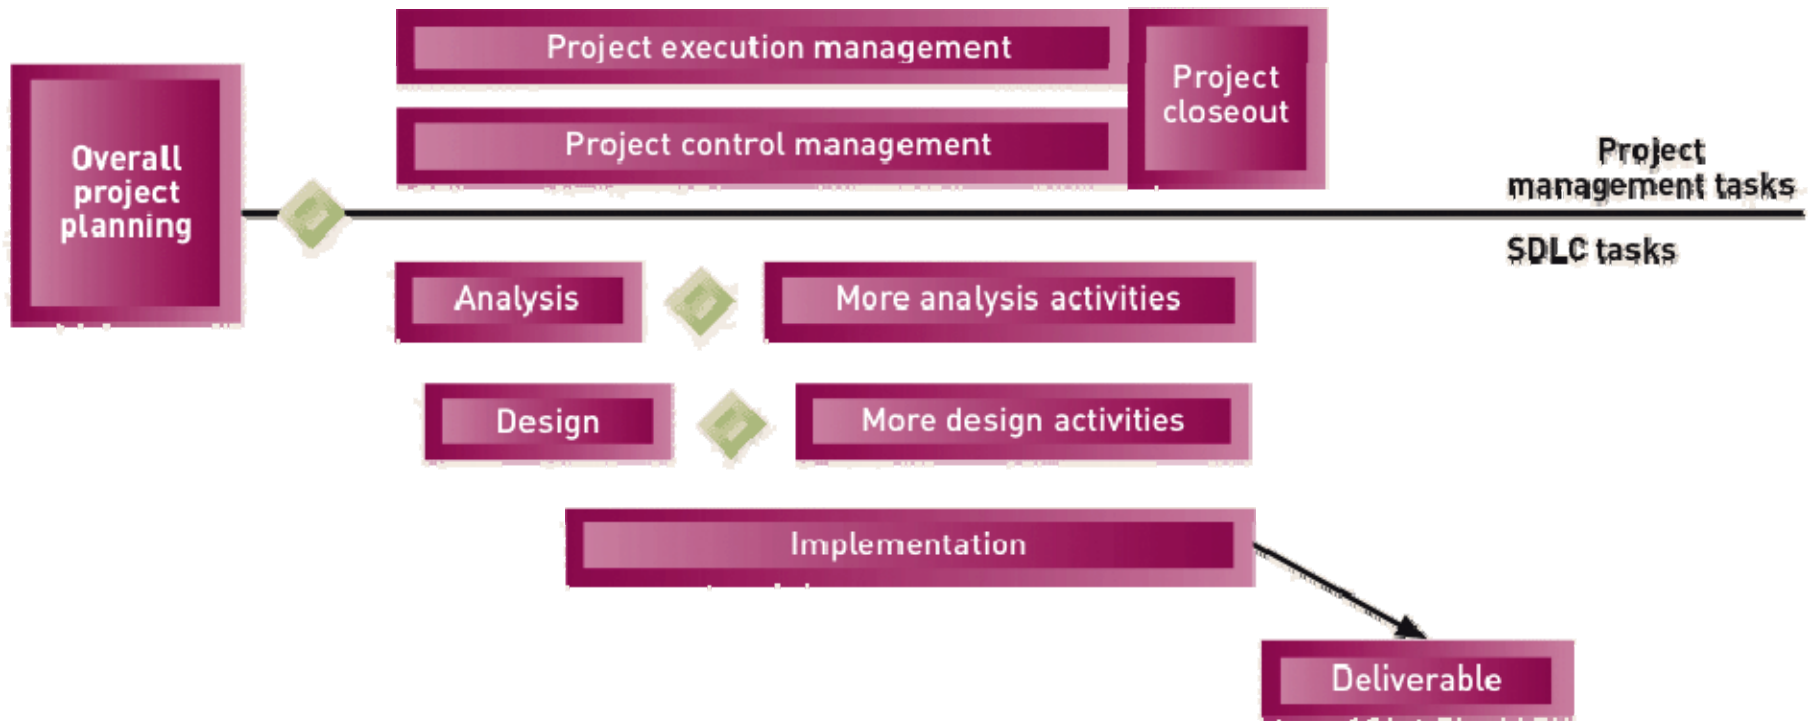 Project execution management
Project
closeout
Project control management
Overall
project
planning
Project
management tasks
SDLC tasks
Analysis
More analysis activities
Design
More design activities
Implementation
Deliverable